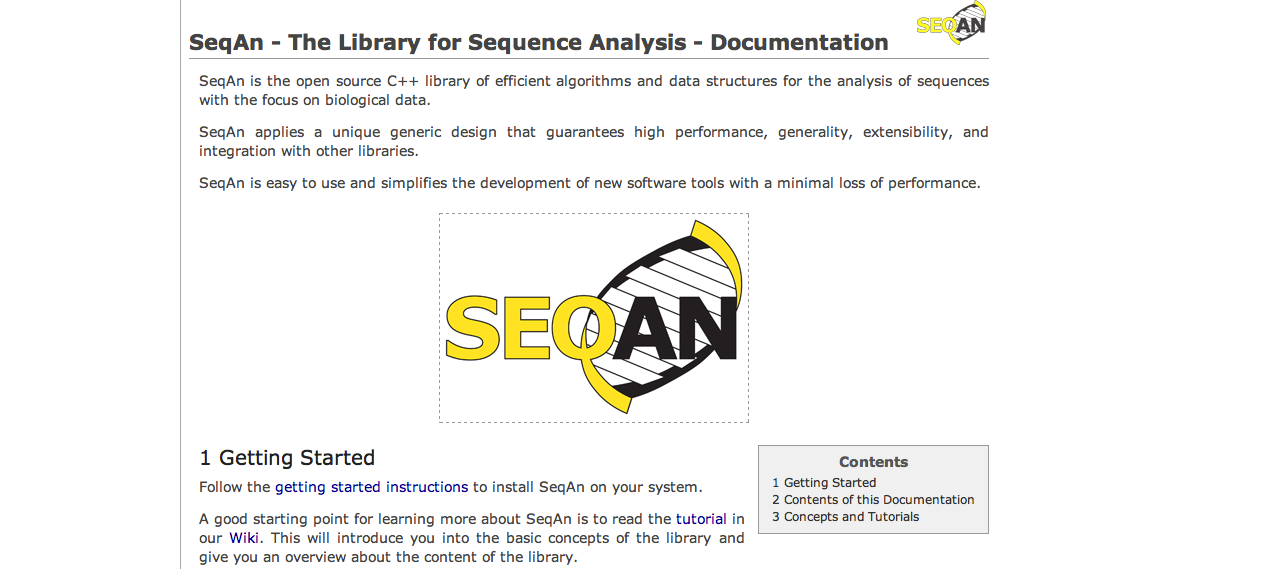 SEQAN
SeqAn - The Library for Sequence Analysis - Documentation
SeqAn is the open source C++ library of efficient algorithms and data structures for the analysis of sequences
with the focus on biological data.
SeqAn applies a unique generic design that guarantees high performance, generality, extensibility, and
integration with other libraries.
SeqAn is easy to use and simplifies the development of new software tools with a minimal loss of performance.
SEQAN
1 Getting Started
Follow the getting started instructions to install SeqAn on your system.
A good starting point for learning more about SeqAn is to read the tutorial in
our Wiki. This will introduce you into the basic concepts of the library and
give you an overview about the content of the library.
Contents
1 Getting Started
2 Contents of this Documentation
3 Concepts and Tutorials